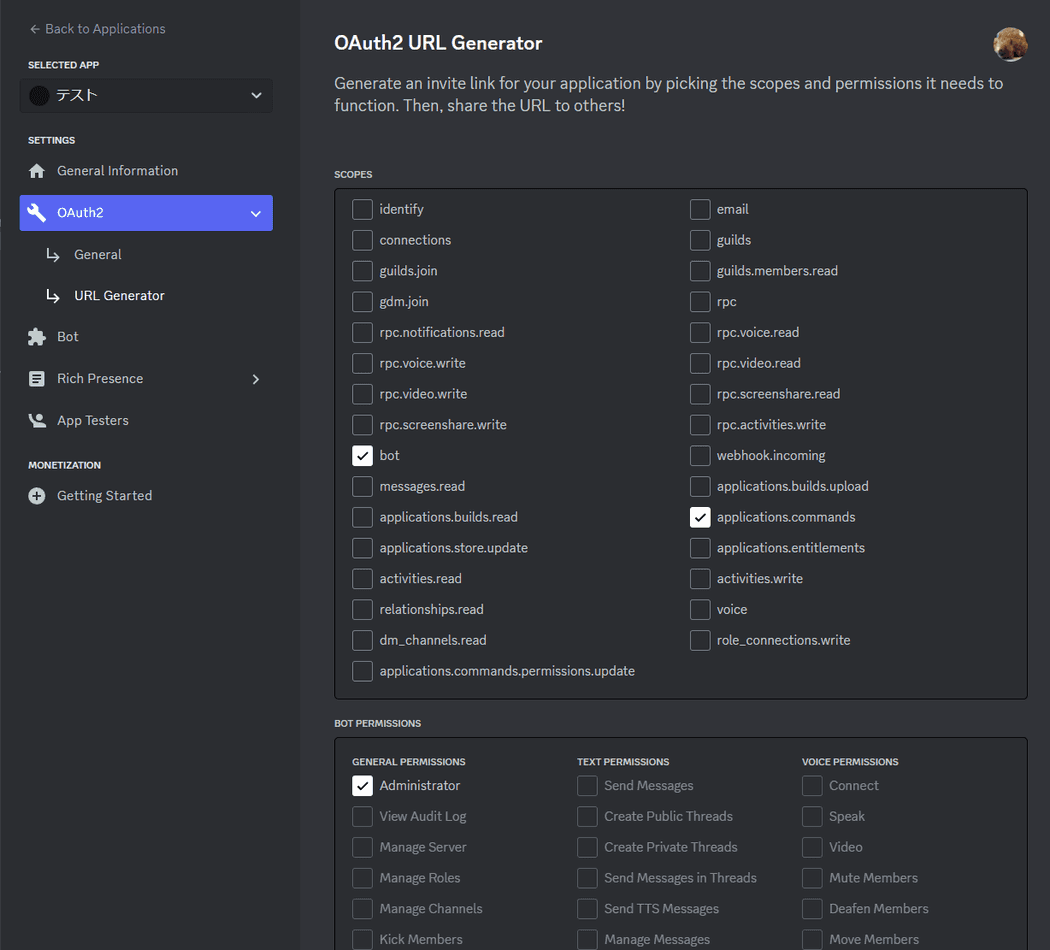 ← Back to Applications
SELECTED APP
テスト
SETTINGS
General Information
OAuth2
General
URL Generator
Bot
Rich Presence
App Testers
MONETIZATION
Getting Started
OAuth2 URL Generator
Generate an invite link for your application by picking the scopes and permissions it needs to
function. Then, share the URL to others!
SCOPES
identify
email
connections
guilds
guilds.join
guilds.members.read
gdm.join
rpc
rpc.notifications.read
rpc.voice.read
rpc.voice.write
rpc.video.read
rpc.video.write
rpc.screenshare.read
rpc.screenshare.write
rpc.activities.write
bot
webhook.incoming
messages.read
applications.builds.upload
applications.builds.read
applications.commands
applications.store.update
applications.entitlements
activities.read
activities.write
relationships.read
voice
dm_channels.read
role_connections.write
applications.commands.permissions.update
BOT PERMISSIONS
GENERAL PERMISSIONS
Administrator
View Audit Log
Manage Server
Manage Roles
Manage Channels
Kick Members
TEXT PERMISSIONS
Send Messages
Create Public Threads
Create Private Threads
Send Messages in Threads
Send TTS Messages
Manage Messages
VOICE PERMISSIONS
Connect
Speak
Video
Mute Members
Deafen Members
Move Members